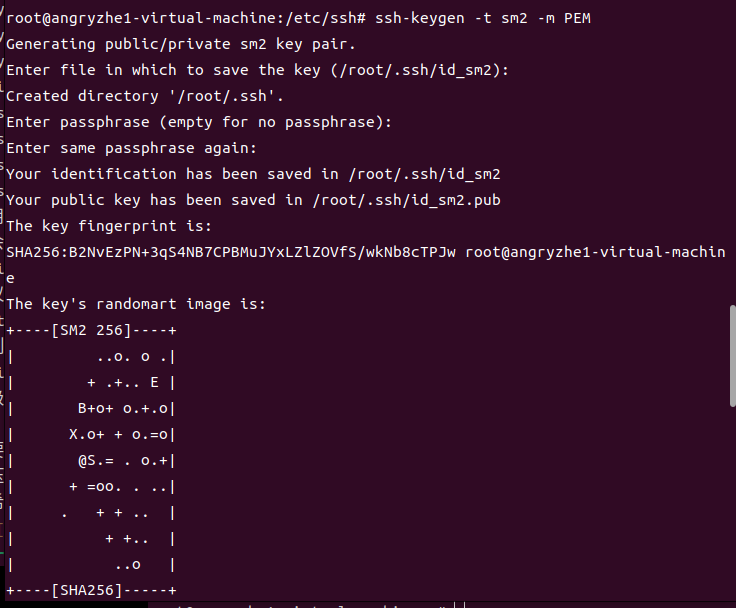 root@angryzhe1-virtual-machine:/etc/ssh# ssh-keygen -t sm2 -m PEM
Generating public/private sm2 key pair.
Enter file in which to save the key (/root/.ssh/id_sm2):
Created directory '/root/.ssh'.
Enter passphrase (empty for no passphrase):
Enter same passphrase again:
Your identification has been saved in /root/.ssh/id_sm2
Your public key has been saved in /root/.ssh/id_sm2.pub
The key fingerprint is:
SHA256:B2NvEzPN+3qS4NB7CPBMuJYxLZlZOVfS/wkNb8cTPJw root@angryzhe1-virtual-machin
e
The key's randomart image is:
+----[SM2 256]----+
|         ..o. o .|
|        + .+.. E |
|       B+o+ o.+.o|
|      X.o+ + o.=o|
|       @S.= . o.+|
|      + =oo. . ..|
|     .   + + ..  |
|          + +..  |
|           ..o   |
+----[SHA256]-----+